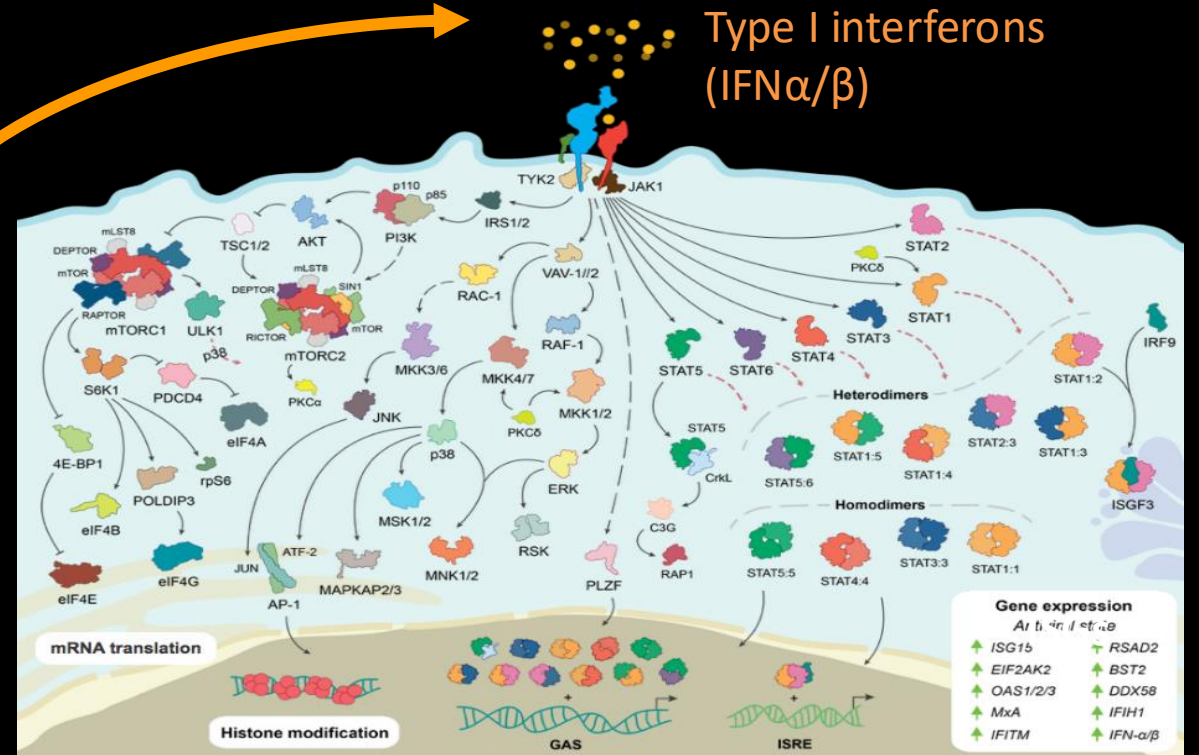 Type I interferons
(IFNα/β)
TYK2
JAK1
p110
p85
PI3K
IRS1/2
AKT
TSC1/2
mLST8
DEPTOR
mTOR
RAPTOR
mTORC1
ULK1
p38
mLST8
DEPTOR
SIN1
RICTOR
mTOR
mTORC2
PKCα
S6K1
PDCD4
eIF4A
4E-BP1
eIF4B
POLDIP3
rpS6
eIF4E
eIF4G
VAV-1//2
RAC-1
RAF-1
MKK3/6
MKK4/7
MKK1/2
PKCδ
JNK
p38
ERK
MSK1/2
RSK
MNK1/2
MAPKAP2/3
JUN
ATF-2
AP-1
PLZF
STAT2
PKCδ
STAT1
STAT3
STAT4
STAT6
STAT5
STAT5
CrkL
C3G
RAP1
IRF9
STAT1:2
ISGF3
Heterodimers
STAT5:6
STAT1:5
STAT1:4
STAT2:3
STAT1:3
Homodimers
STAT5:5
STAT4:4
STAT3:3
STAT1:1
mRNA translation
Histone modification
+
GAS
+
ISRE
Gene expression
ISG15
EIF2AK2
OAS1/2/3
MxA
IFITM
RSAD2
BST2
DDX58
IFIH1
IFN-α/β